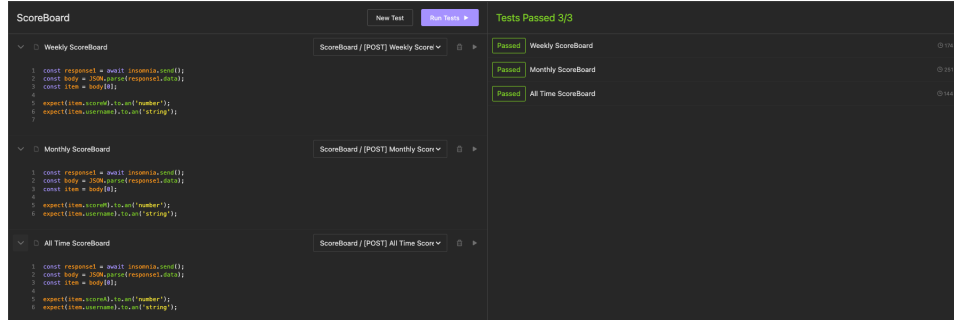 ScoreBoard
New Test
Run Tests
Weekly ScoreBoard
ScoreBoard / [POST] Weekly Scorel
1 const response1 = await insomnia.send();
2 const body = JSON.parse(response1.data);
3 const item = body[0];
4
5 expect(item.scoreW).to.an('number');
6 expect(item.username).to.an('string');
7
Monthly ScoreBoard
ScoreBoard / [POST] Monthly Score
1 const response1 = await insomnia.send();
2 const body = JSON.parse(response1.data);
3 const item = body[0];
4
5 expect(item.scoreM).to.an('number');
6 expect(item.username).to.an('string');
All Time ScoreBoard
ScoreBoard / [POST] All Time Score
1 const response1 = await insomnia.send();
2 const body = JSON.parse(response1.data);
3 const item = body[0];
4
5 expect(item.scoreA).to.an('number');
6 expect(item.username).to.an('string');
Tests Passed 3/3
Passed Weekly ScoreBoard
Passed Monthly ScoreBoard
Passed All Time ScoreBoard 144